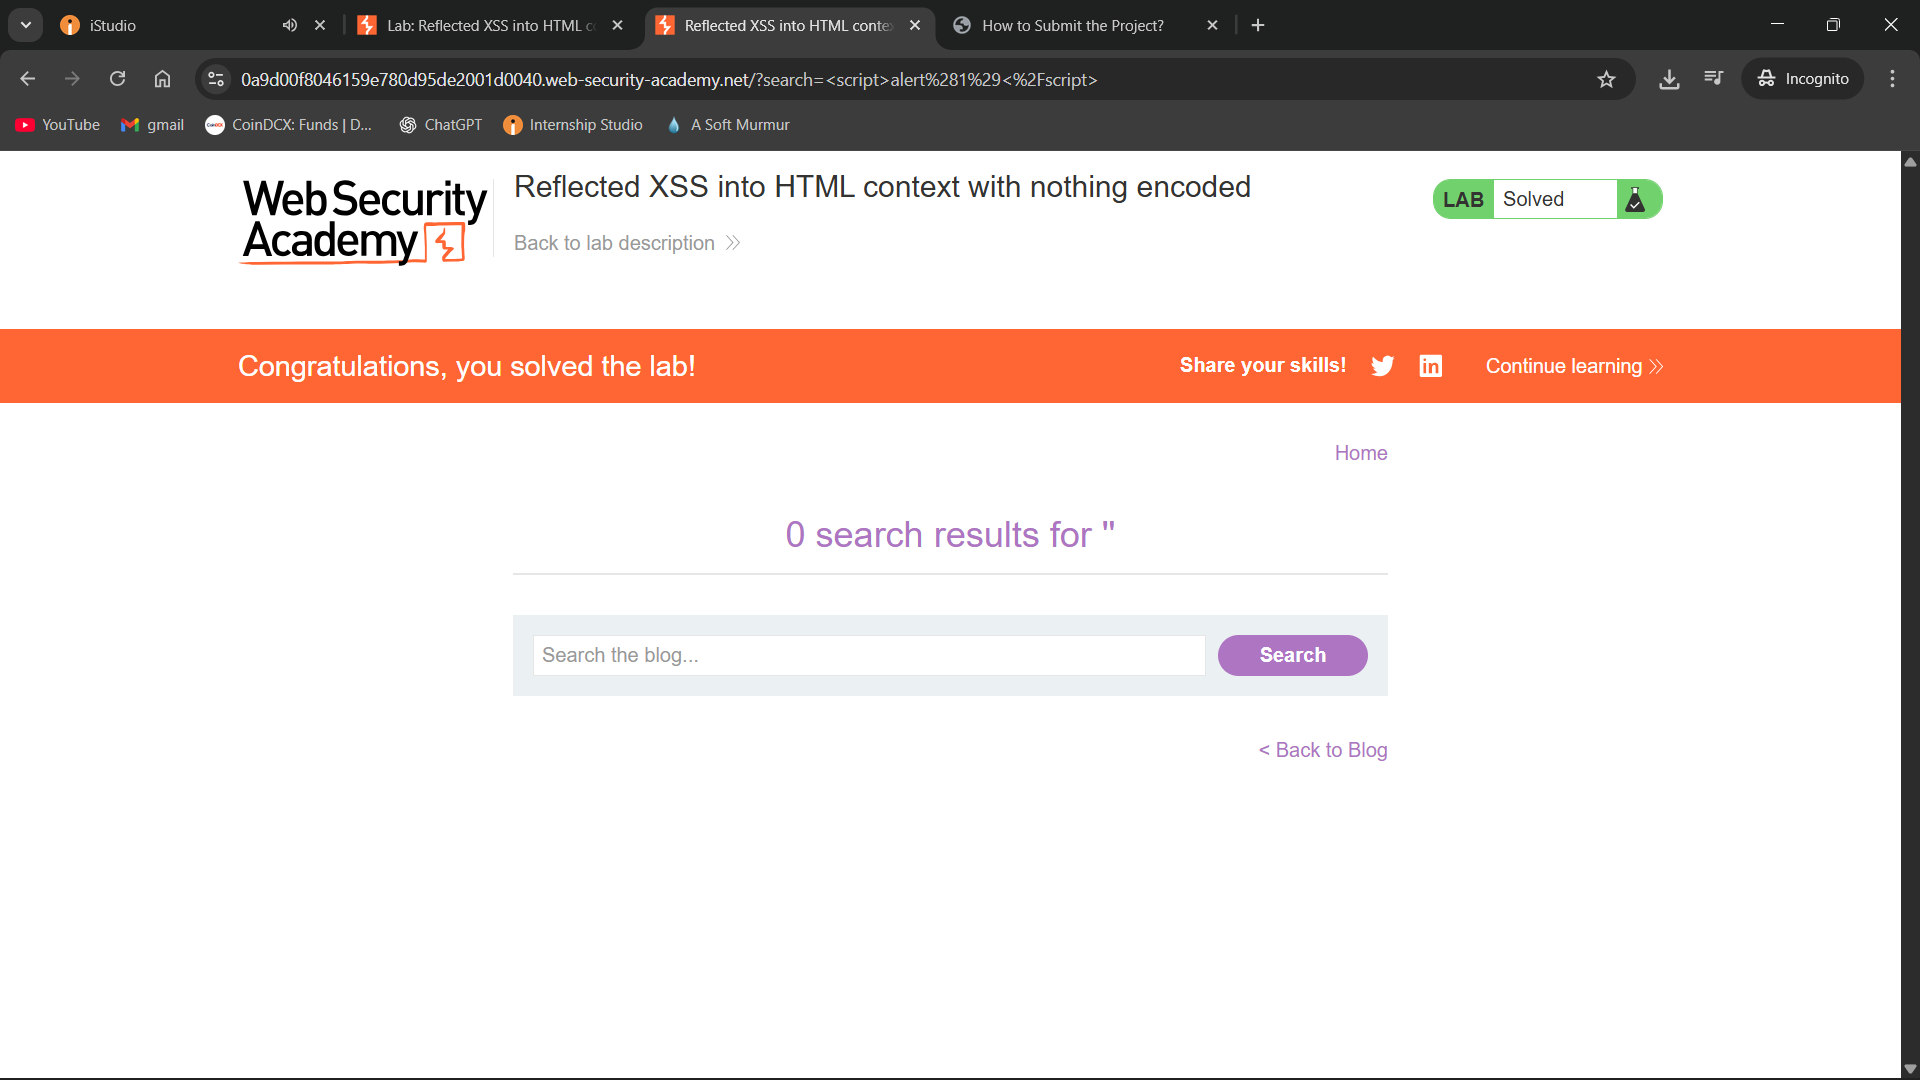 iStudio
Lab: Reflected XSS into HTML c
Reflected XSS into HTML conte
How to Submit the Project?
0a9d00f8046159e780d95de2001d0040.web-security-academy.net/?search=<script>alert%281%29<%2Fscript>
Incognito
YouTube
gmail
CoinDCX: Funds | D...
ChatGPT
Internship Studio
A Soft Murmur
Web Security
Academy
Reflected XSS into HTML context with nothing encoded
Back to lab description
LAB Solved
Congratulations, you solved the lab!
Share your skills!
Continue learning
Home
0 search results for ''
Search the blog...
Search
< Back to Blog